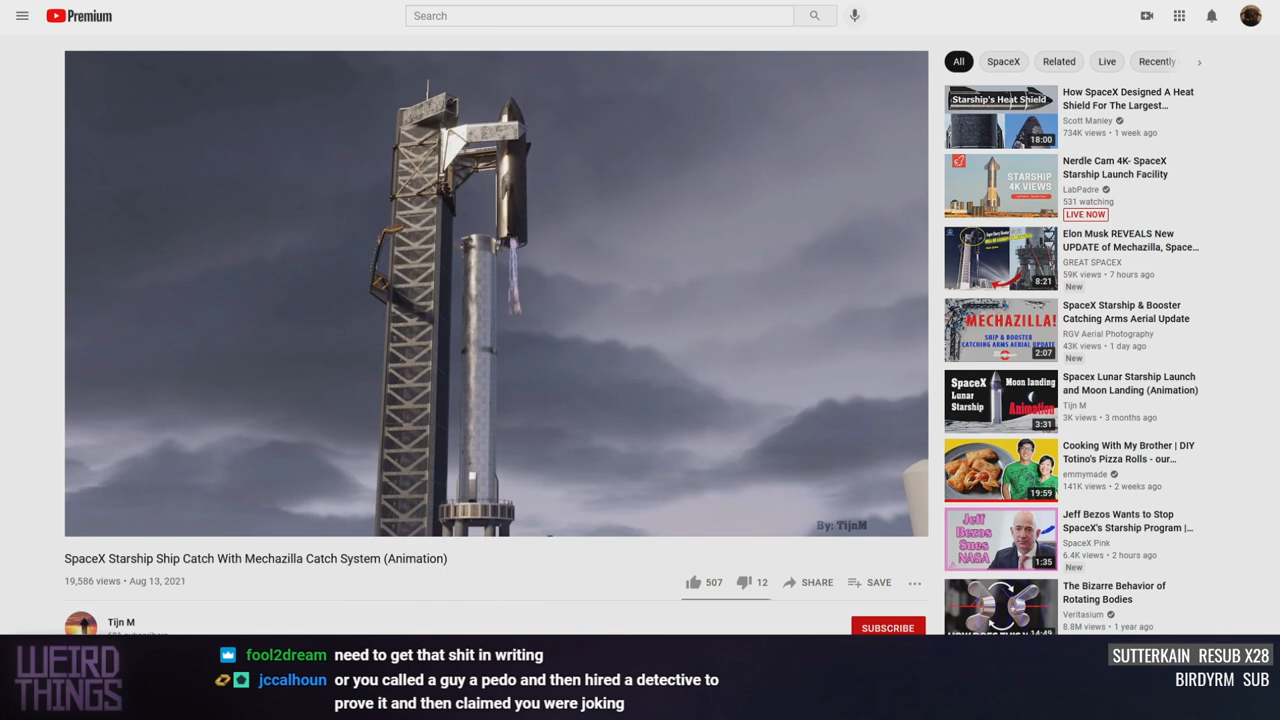 Premium
Search
By: TijnM
SpaceX Starship Ship Catch With Mechazilla Catch System (Animation)
19,586 views • Aug 13, 2021
507
12
SHARE
SAVE
Tijn M
SUBSCRIBE
All
SpaceX
Related
Live
Recently
Starship's Heat Shield
18:00
How SpaceX Designed A Heat
Shield For The Largest...
Scott Manley
734K views • 1 week ago
STARSHIP
4K VIEWS
Nerdle Cam 4K- SpaceX
Starship Launch Facility
LabPadre
531 watching
LIVE NOW
8:21
Elon Musk REVEALS New
UPDATE of Mechazilla, Space...
GREAT SPACEX
59K views • 7 hours ago
New
MECHAZILLA!
SHIP & BOOSTER
CATCHING ARMS AERIAL UPDATE
2:07
SpaceX Starship & Booster
Catching Arms Aerial Update
RGV Aerial Photography
43K views • 1 day ago
New
SpaceX
Lunar
Starship
Moon landing
Animation
3:31
Spacex Lunar Starship Launch
and Moon Landing (Animation)
Tijn M
3K views • 3 months ago
19:59
Cooking With My Brother | DIY
Totino's Pizza Rolls - our...
emmymade
141K views • 2 weeks ago
Jeff
Bezos
Sues
NASA
1:35
Jeff Bezos Wants to Stop
SpaceX's Starship Program |...
SpaceX Pink
6.4K views • 2 hours ago
New
The Bizarre Behavior of
Rotating Bodies
Veritasium
8.8M views • 1 year ago
WEIRD
THINGS
fool2dream need to get that shit in writing
jccalhoun or you called a guy a pedo and then hired a detective to
prove it and then claimed you were joking
SUTTERKAIN RESUB X28
BIRDYRM SUB